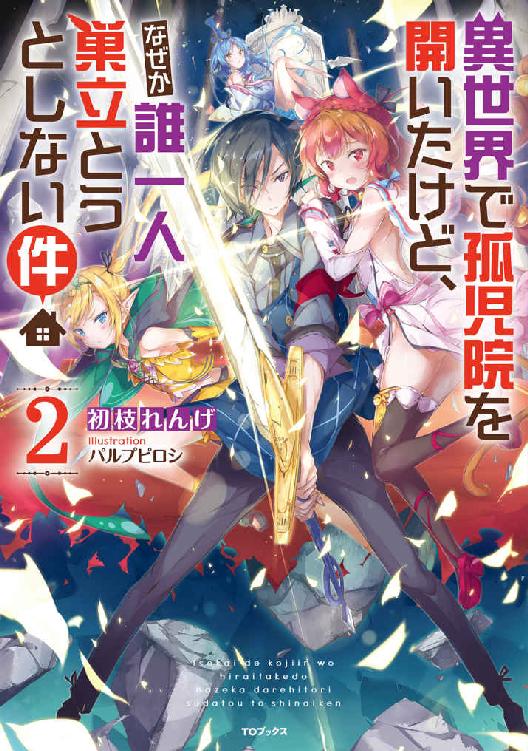 異世界で孤児院を
開いたけど、
なぜか
誰一人
巣立とう
としない
件
2
初枝れんげ
Illustration
パルプピロシ
isekai de kojiin wo
hiraitakedo
nazeka darehitori
sudatou to shinaiken
TOブックス